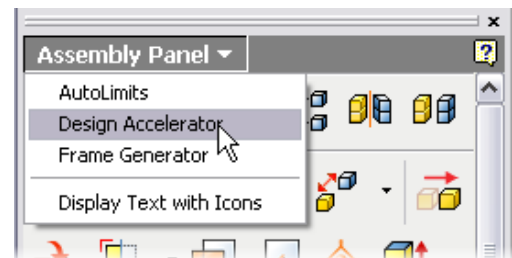 Assembly Panel
AutoLimits
Design Accelerator
Frame Generator
Display Text with Icons